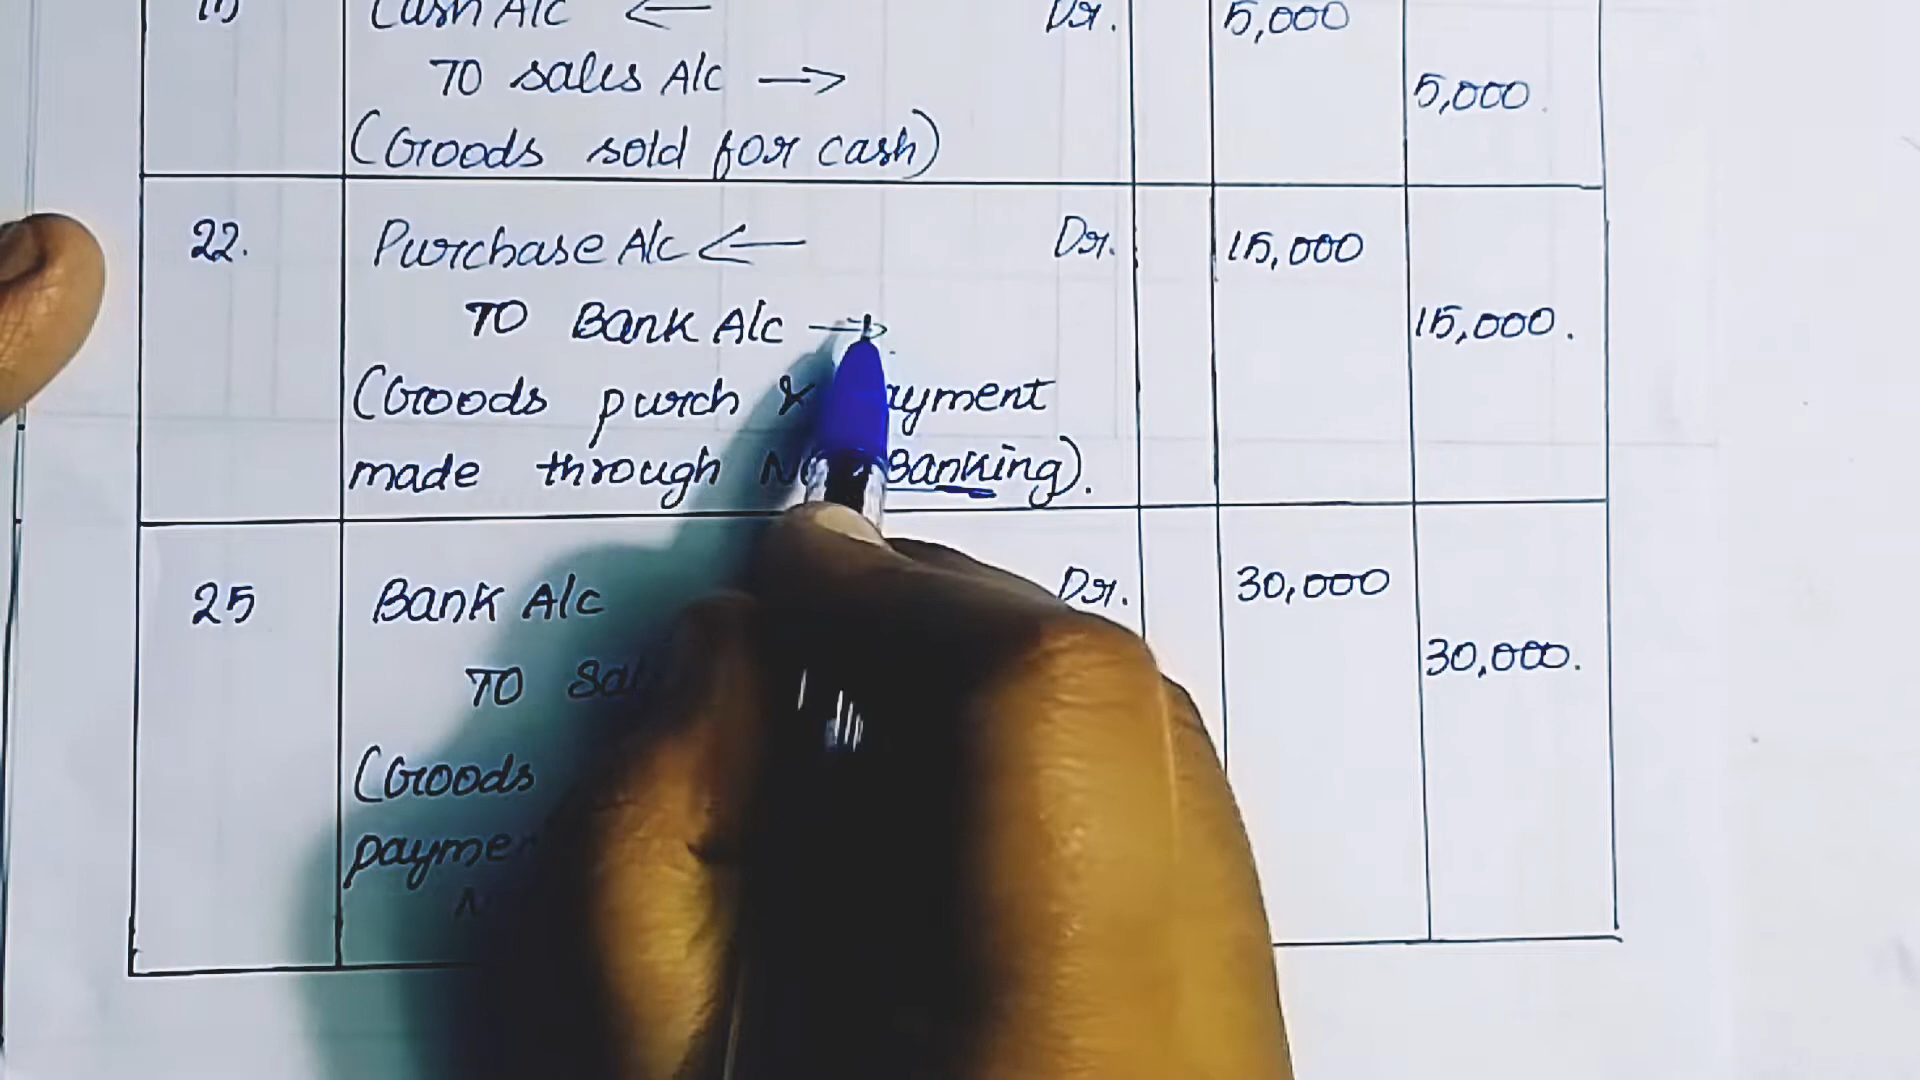 Cash A/c ← Dr. 5,000
TO sales A/c → 5,000.
(Goods sold for cash)
22. Purchase A/c ← Dr. 15,000
TO Bank A/c → 15,000.
(Goods purch &
made through Banking).
25 Bank A/c Dr. 30,000
TO 30,000.
(Goods